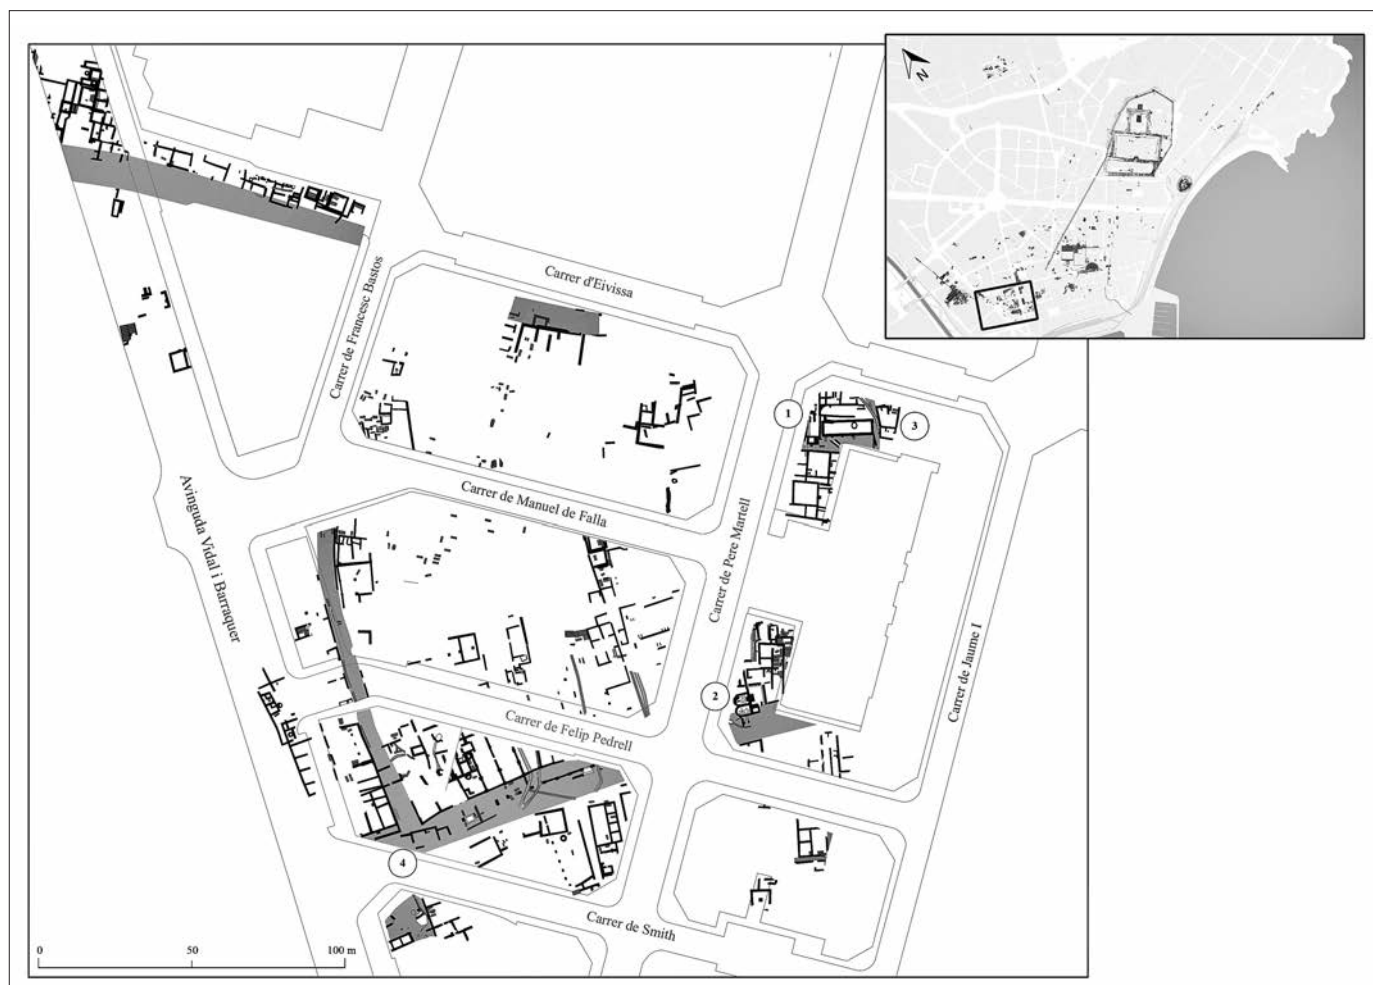 N
Carrer d'Eivissa
Carrer de Francesc Bastos
1
3
Carrer de Manuel de Falla
Avinguda Vidal i Barraquer
Carrer de Pere Martell
2
Carrer de Jaume I
Carrer de Felip Pedrell
4
Carrer de Smith
0 50 100 m